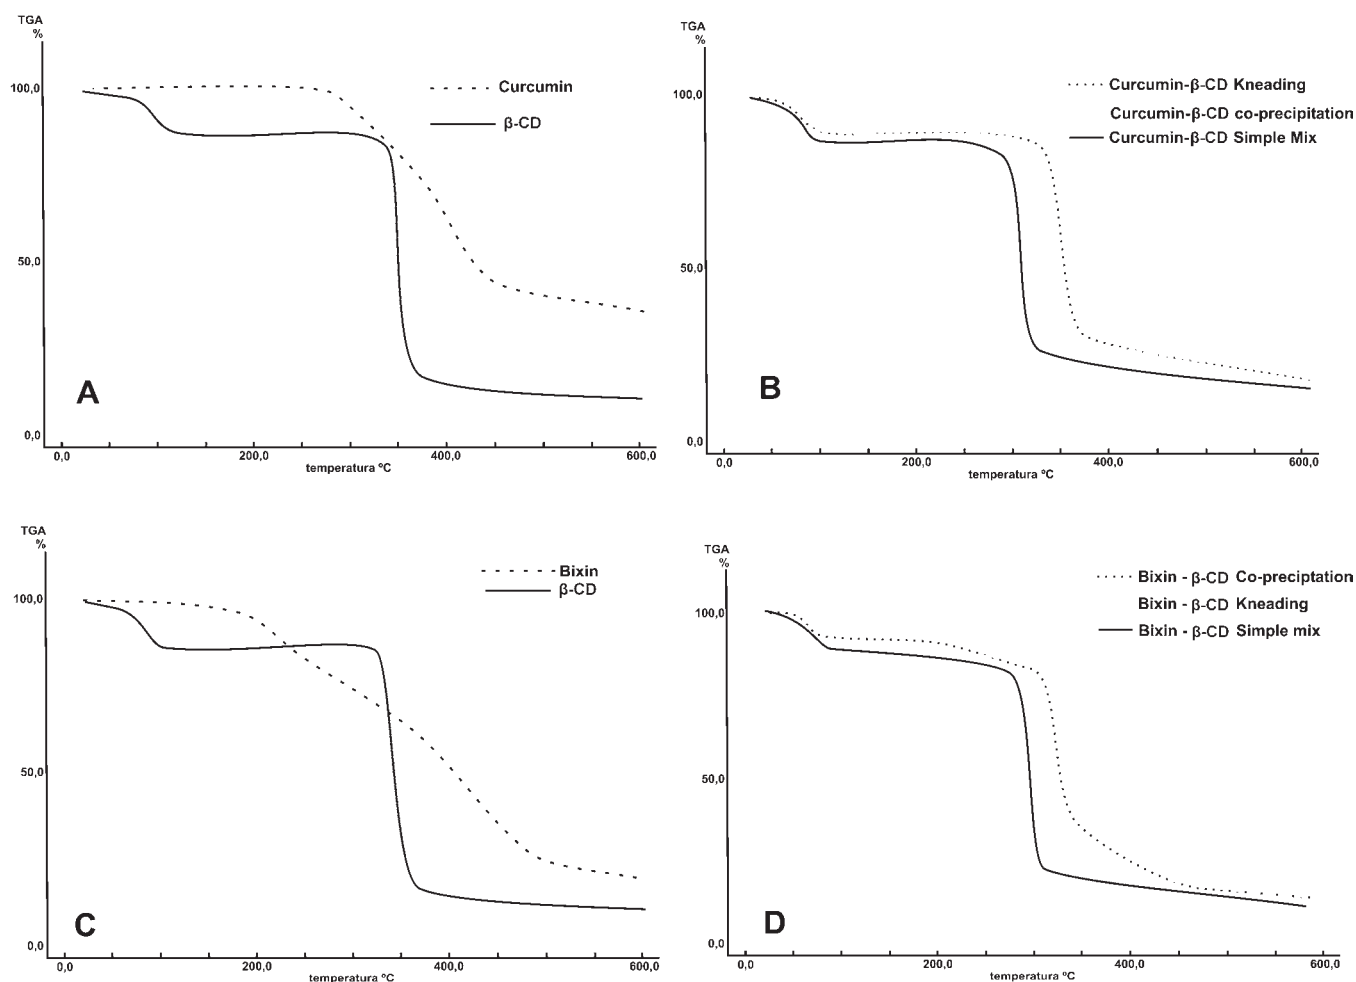 TGA
%
100,0
50,0
0,0
Curcumin
β-CD
A
0,0 200,0 400,0 600,0
temperatura ºC
TGA
%
100,0
50,0
0,0
Curcumin-β-CD Kneading
Curcumin-β-CD co-precipitation
Curcumin-β-CD Simple Mix
B
0,0 200,0 400,0 600,0
temperatura ºC
TGA
%
100,0
50,0
0,0
Bixin
β-CD
C
0,0 200,0 400,0 600,0
temperatura ºC
TGA
%
100,0
50,0
0,0
Bixin - β-CD Co-preciptation
Bixin - β-CD Kneading
Bixin - β-CD Simple mix
D
0,0 200,0 400,0 600,0
temperatura ºC